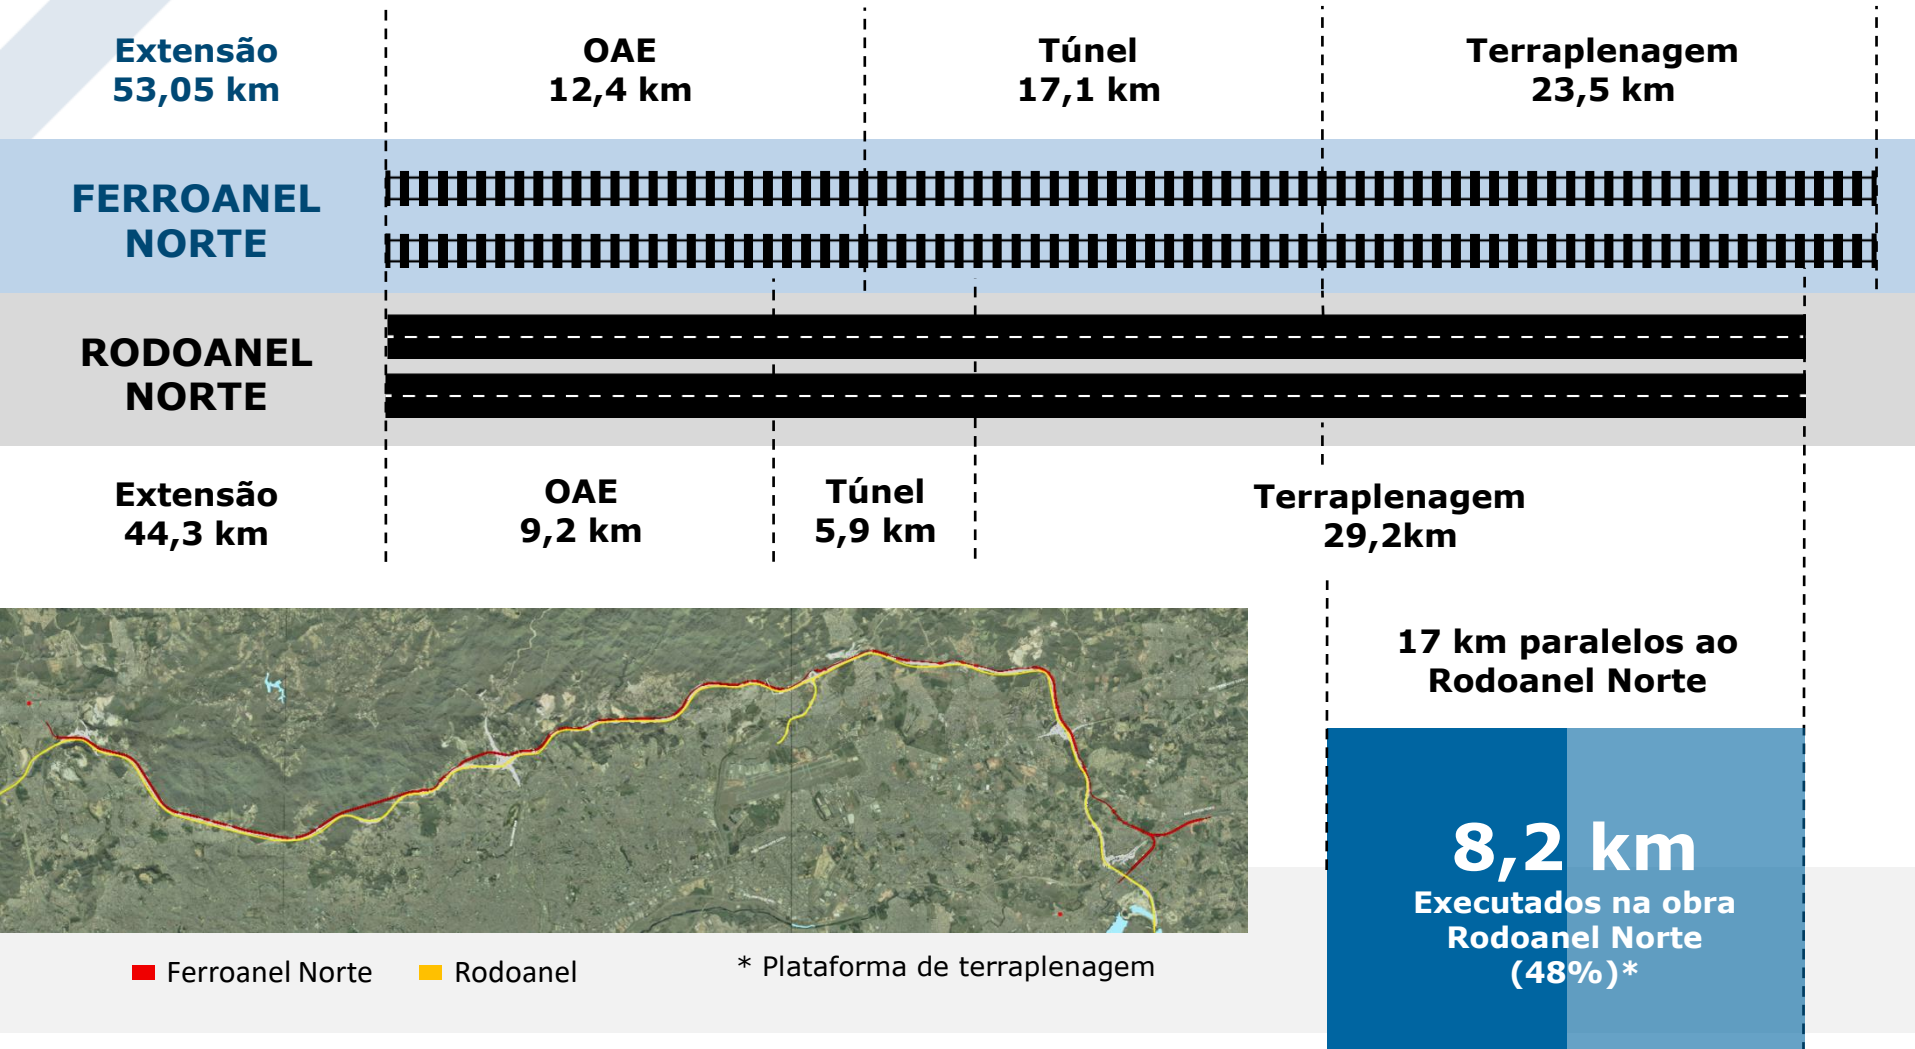 Extensão
53,05 km
OAE
12,4 km
Túnel
17,1 km
Terraplenagem
23,5 km
FERROANEL
NORTE
RODOANEL
NORTE
Extensão
44,3 km
OAE
9,2 km
Túnel
5,9 km
Terraplenagem
29,2km
17 km paralelos ao
Rodoanel Norte
8,2 km
Executados na obra
Rodoanel Norte
(48%)*
Ferroanel Norte
Rodoanel
* Plataforma de terraplenagem